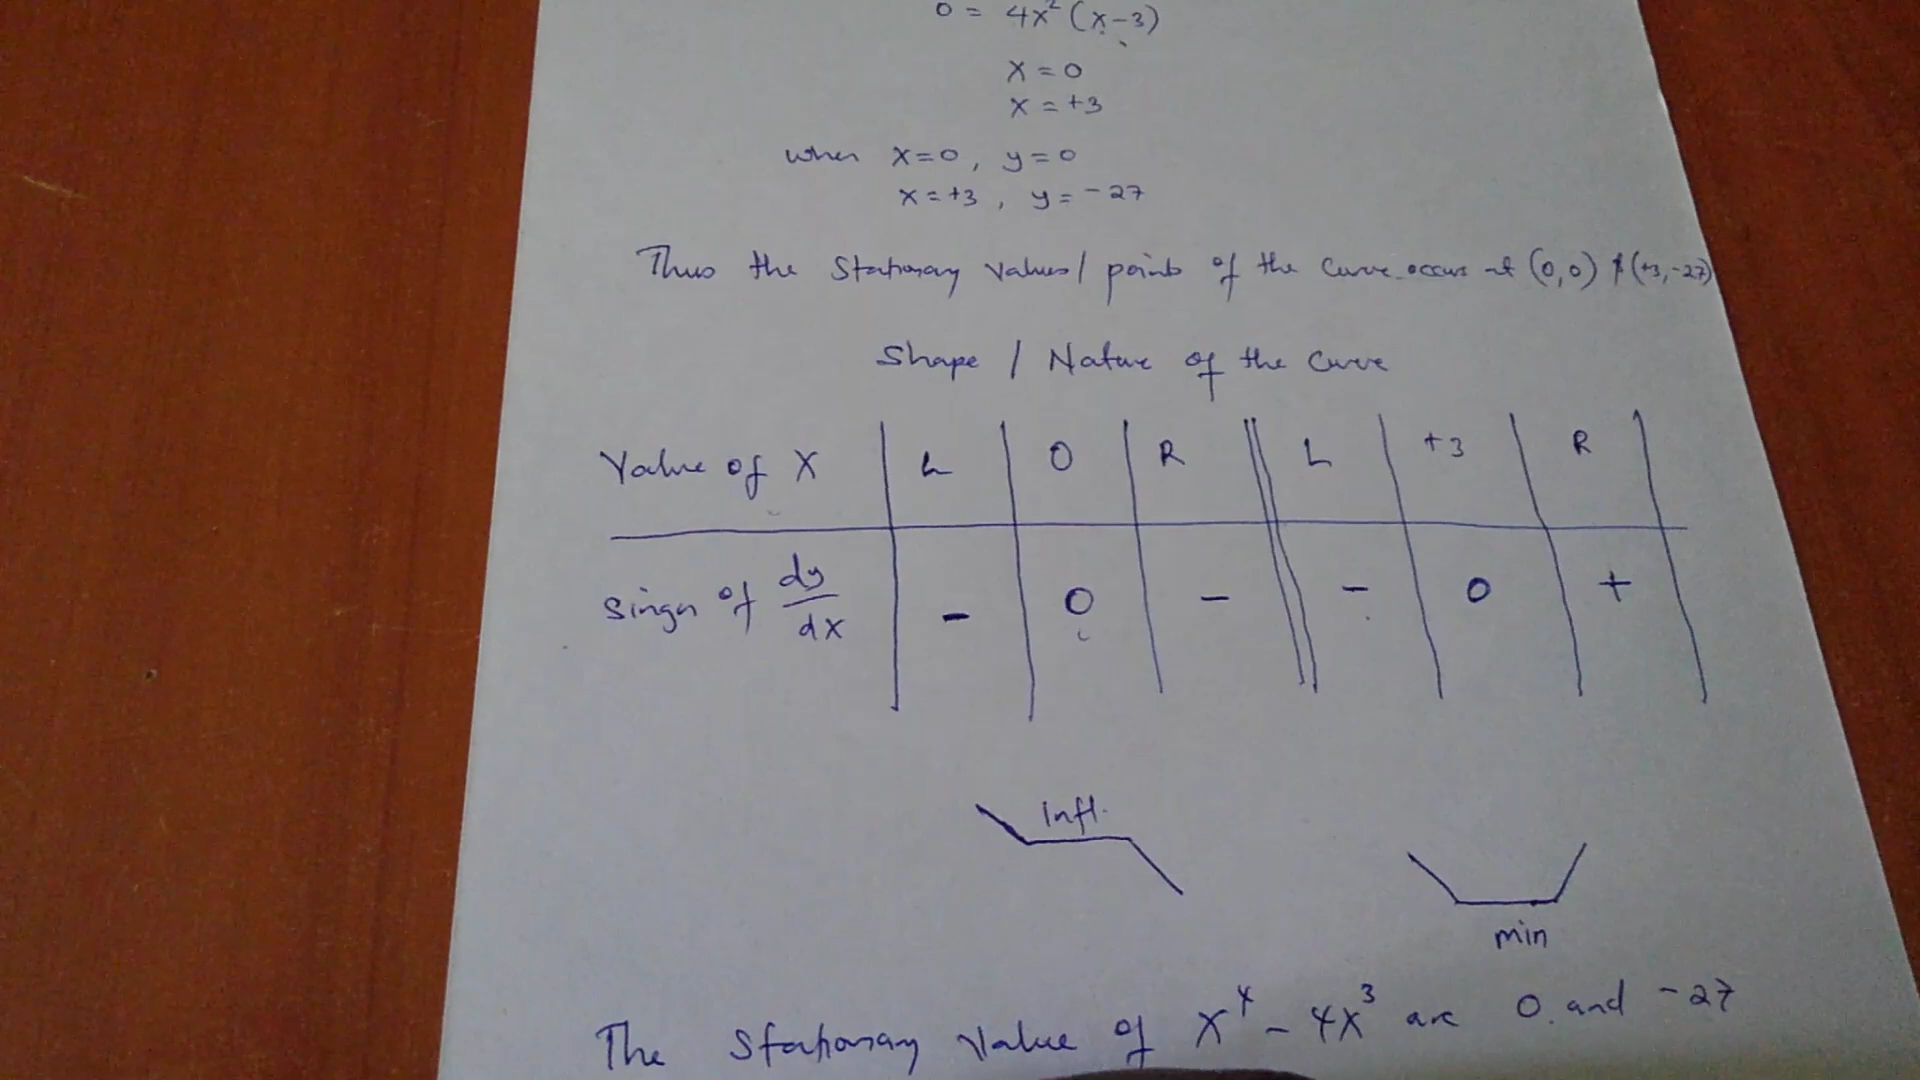 0 = 4x² (x-3)
x = 0
x = +3
when x=0, y=0
x=+3, y=-27
Thus the Stationary Values/ points of the curve occurs at (0,0) & (+3,-27)
Shape / Nature of the curve
Value of X L 0 R L +3 R
Singn of dy/dx - 0 - - 0 +
Infl.
min
The Stationary Value of x⁴ - 4x³ are 0 and -27